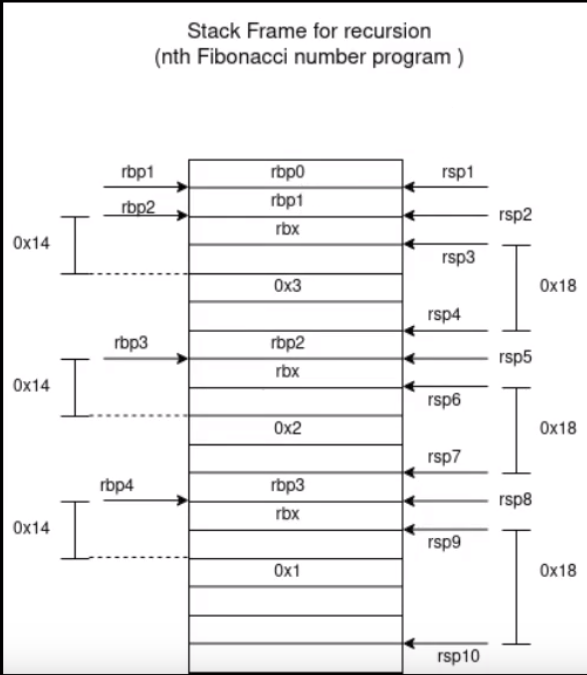 Stack Frame for recursion
(nth Fibonacci number program )
rbp1 rbp0 rsp1
rbp2 rbp1 rsp2
0x14 rbx rsp3
0x3 0x18
rsp4
rbp3 rbp2 rsp5
0x14 rbx rsp6
0x2 0x18
rsp7
rbp4 rbp3 rsp8
0x14 rbx rsp9
0x1 0x18
rsp10